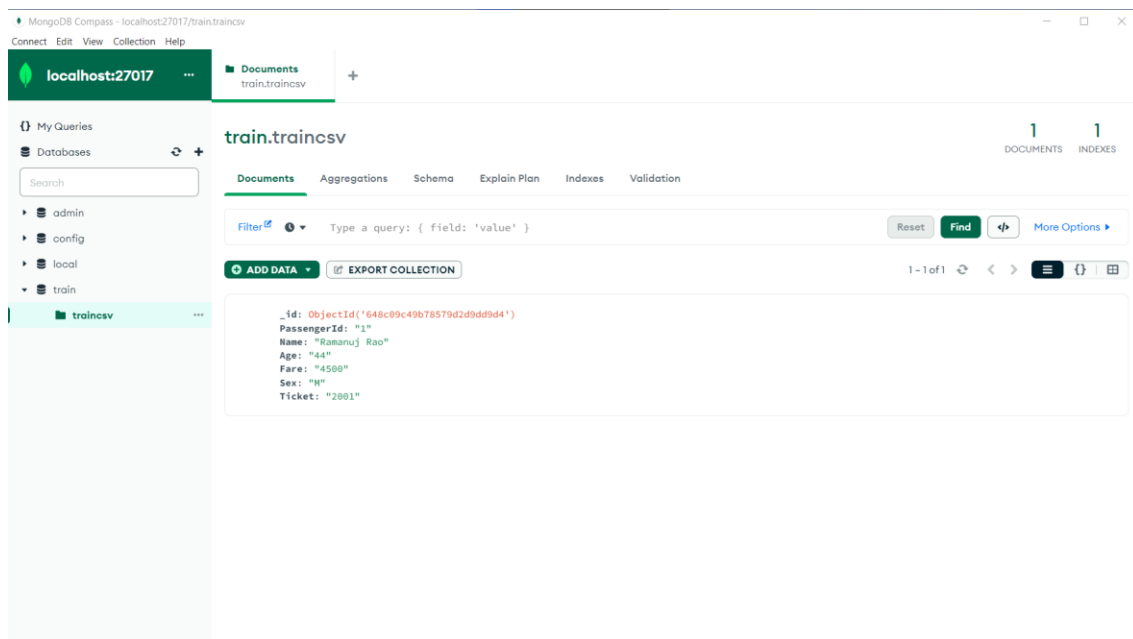 MongoDB Compass - localhost:27017/train.traincsv
Connect Edit View Collection Help
localhost:27017 ...
Documents
train.traincsv
+
{} My Queries
Databases
+
Search
admin
config
local
train
traincsv ...
train.traincsv
1
DOCUMENTS
1
INDEXES
Documents Aggregations Schema Explain Plan Indexes Validation
Filter Type a query: { field: 'value' } Reset Find </> More Options
ADD DATA EXPORT COLLECTION 1 - 1 of 1 < > {}
_id: ObjectId('648c09c49b78579d2d9dd9d4')
PassengerId: "1"
Name: "Ramanuj Rao"
Age: "44"
Fare: "4500"
Sex: "M"
Ticket: "2001"